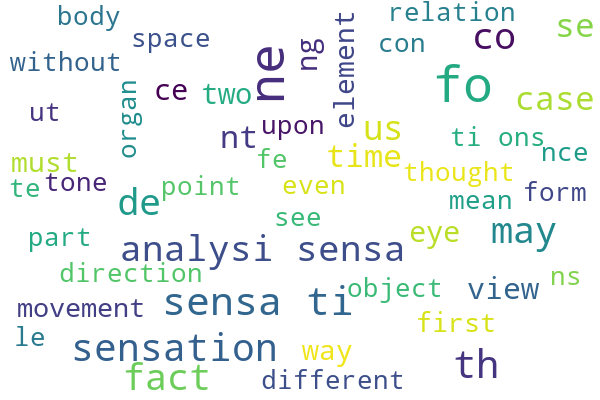 body
relation
space
con
co
se
without
ce
two
ne
ng
element
fo
case
ut
organ
nt
upon
us
ti ons
nce
must
te
tone
point
fe
even
time
thought
mean
form
de
see
eye
may
part
analysi sensa
direction
movement
sensa ti
object
view
ns
first
le
sensation
way
fact
different
th